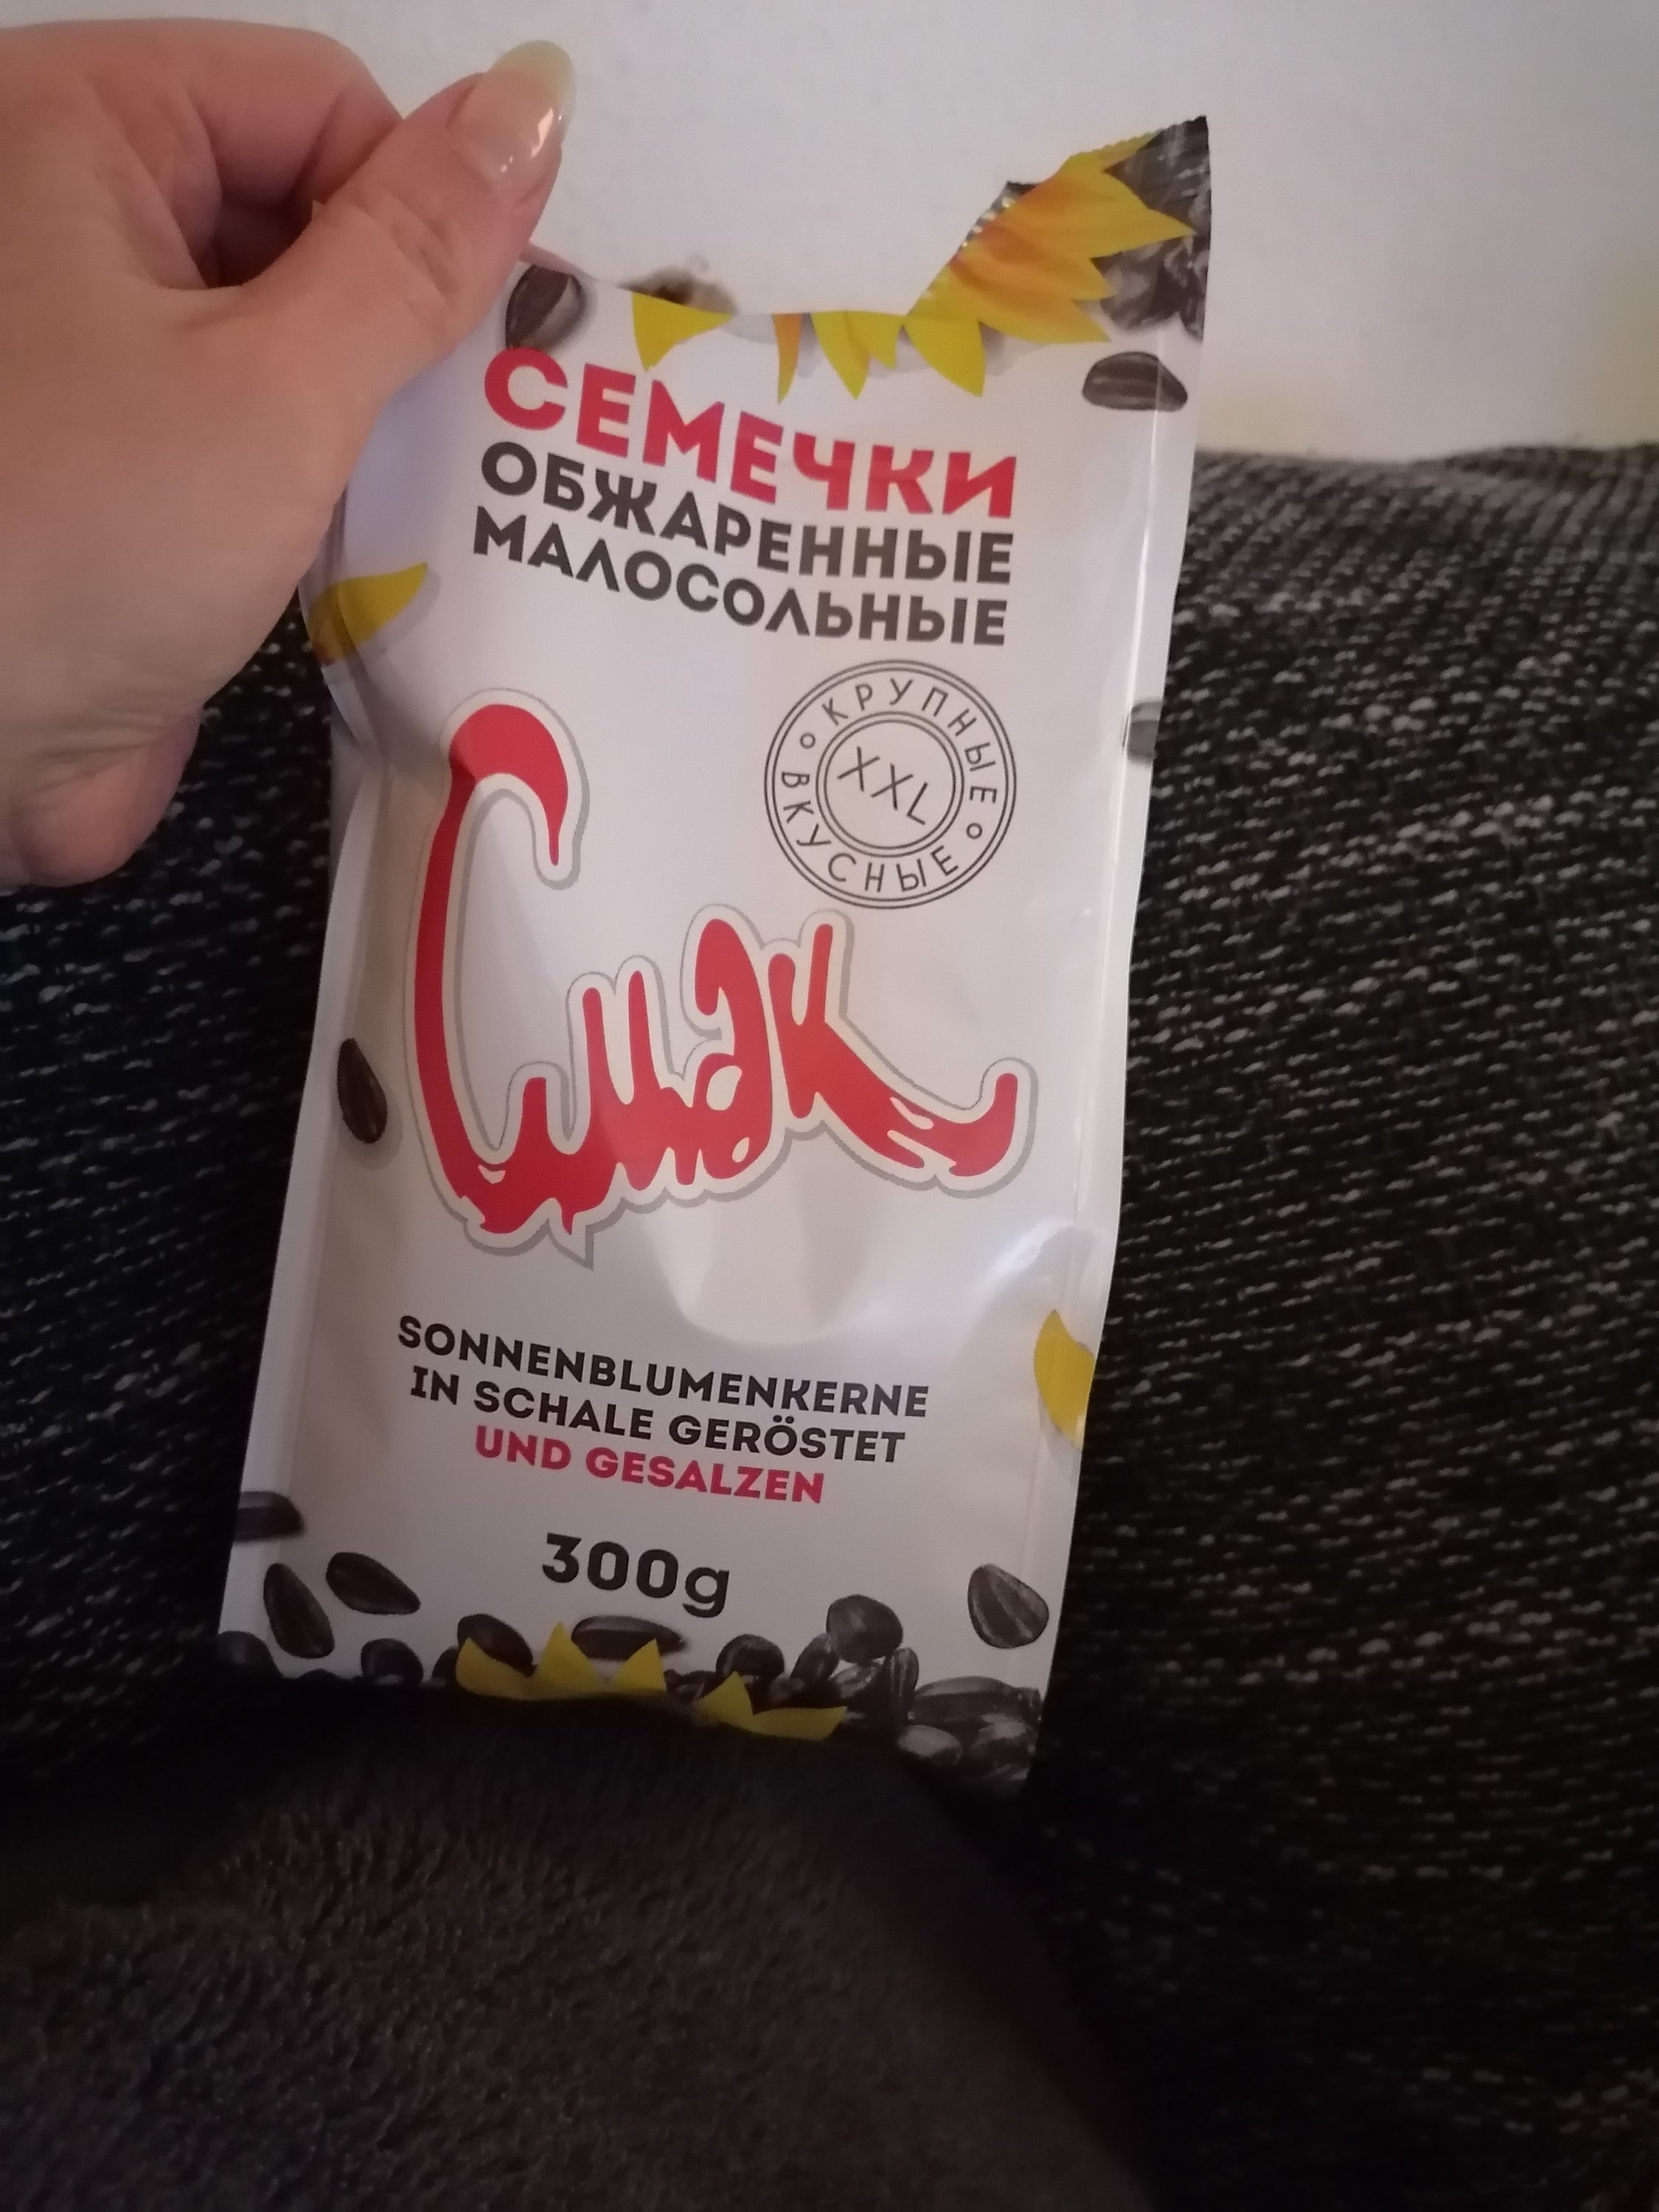 СЕМЕЧКИ
ОБЖАРЕННЫЕ
МАЛОСОЛЬНЫЕ
КРУПНЫЕ
XXL
ВКУСНЫЕ
Смак
SONNENBLUMENKERNE
IN SCHALE GERÖSTET
UND GESALZEN
300g